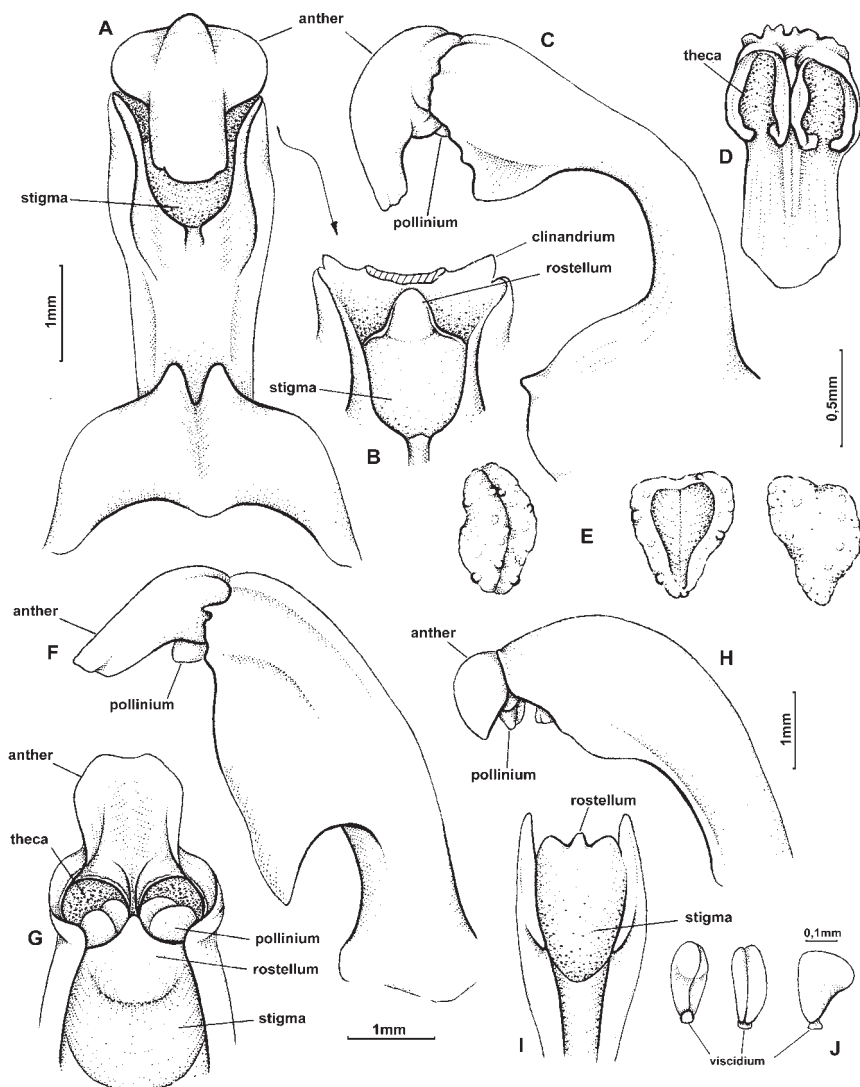 A
anther
C
theca
D
stigma
pollinium
clinandrium
rostellum
1mm
stigma
B
0,5mm
E
anther
F
pollinium
anther
H
pollinium
1mm
anther
theca
G
pollinium
rostellum
stigma
1mm
rostellum
stigma
I
0,1mm
viscidium
J